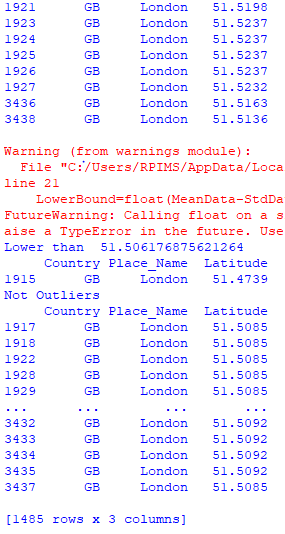 1921 GB London 51.5198
1923 GB London 51.5237
1924 GB London 51.5237
1925 GB London 51.5237
1926 GB London 51.5237
1927 GB London 51.5232
3436 GB London 51.5163
3438 GB London 51.5136
Warning (from warnings module):
File "C:/Users/RPIMS/AppData/Loca
line 21
LowerBound=float(MeanData-StdDa
FutureWarning: Calling float on a s
aise a TypeError in the future. Use
Lower than 51.506176875621264
Country Place_Name Latitude
1915 GB London 51.4739
Not Outliers
Country Place_Name Latitude
1917 GB London 51.5085
1918 GB London 51.5085
1922 GB London 51.5085
1928 GB London 51.5085
1929 GB London 51.5085
... ... ... ...
3432 GB London 51.5092
3433 GB London 51.5092
3434 GB London 51.5092
3435 GB London 51.5092
3437 GB London 51.5085
[1485 rows x 3 columns]